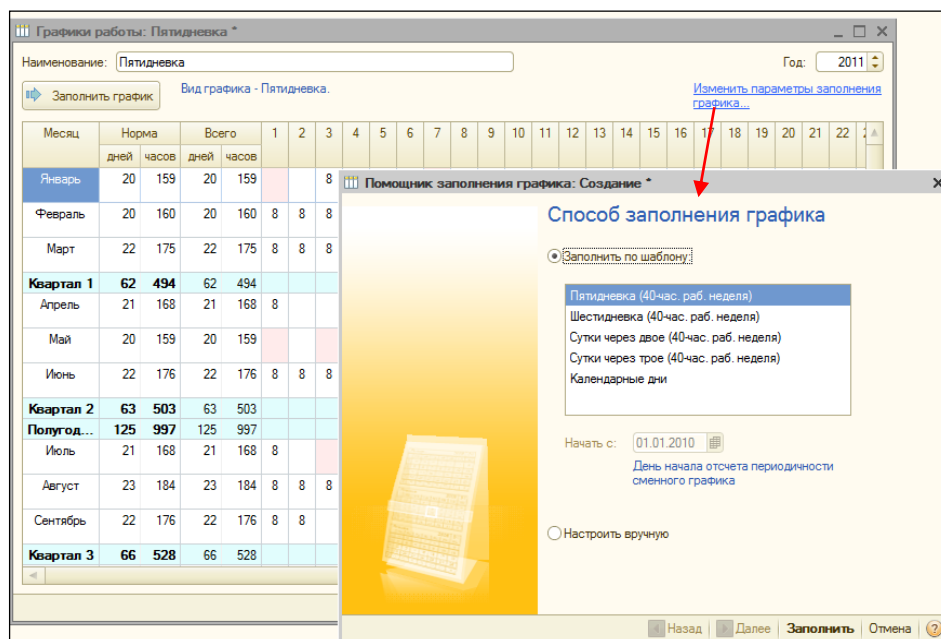 Графики работы: Пятидневка *
Наименование: Пятидневка Год: 2011
Заполнить график Вид графика - Пятидневка. Изменить параметры заполнения
графика...
Месяц Норма Всего 1 2 3 4 5 6 7 8 9 10 11 12 13 14 15 16 17 18 19 20 21 22
дней часов дней часов
Январь 20 159 20 159 8
Февраль 20 160 20 160 8 8 8
Март 22 175 22 175 8 8 8
Квартал 1 62 494 62 494
Апрель 21 168 21 168 8
Май 20 159 20 159
Июнь 22 176 22 176 8 8 8
Квартал 2 63 503 63 503
Полугод... 125 997 125 997
Июль 21 168 21 168 8
Август 23 184 23 184 8 8 8
Сентябрь 22 176 22 176 8 8
Квартал 3 66 528 66 528
Помощник заполнения графика: Создание *
Способ заполнения графика
Заполнить по шаблону:
Пятидневка (40-час. раб. неделя)
Шестидневка (40-час. раб. неделя)
Сутки через двое (40-час. раб. неделя)
Сутки через трое (40-час. раб. неделя)
Календарные дни
Начать с: 01.01.2010
День начала отсчета периодичности
сменного графика
Настроить вручную
Назад Далее Заполнить Отмена ?